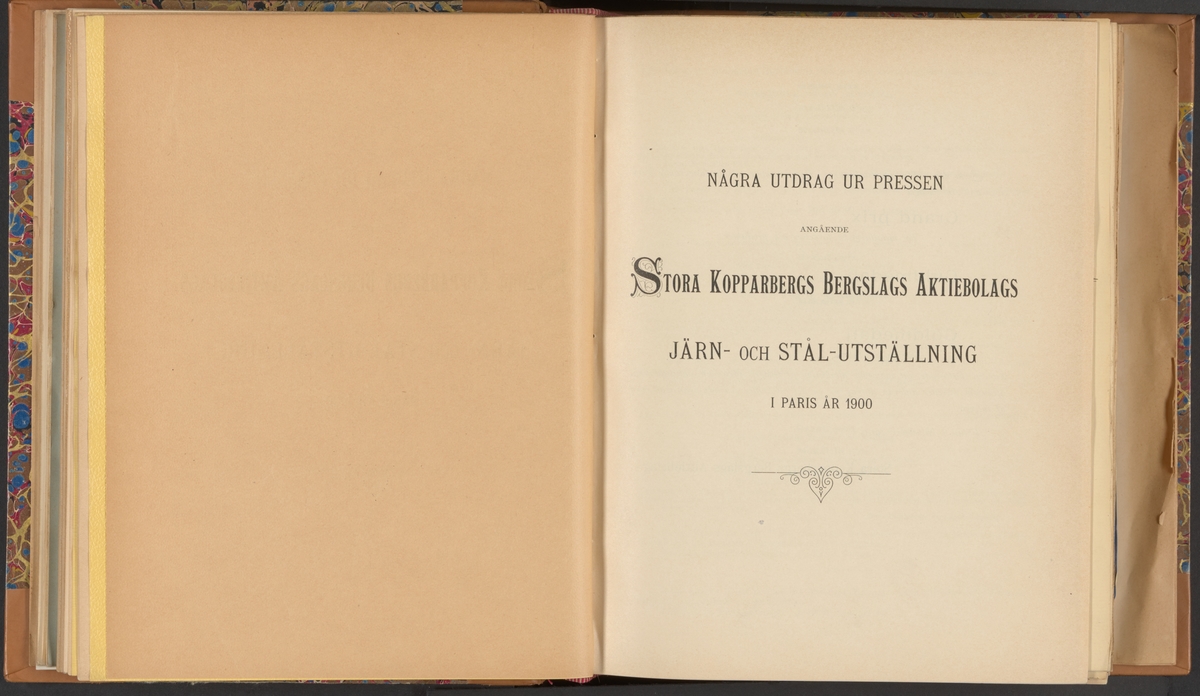 NÅGRA UTDRAG UR PRESSEN
ANGÅENDE
STORA KOPPARBERGS BERGSLAGS AKTIEBOLAGS
JÄRN- OCH STÅL-UTSTÄLLNING
I PARIS ÅR 1900